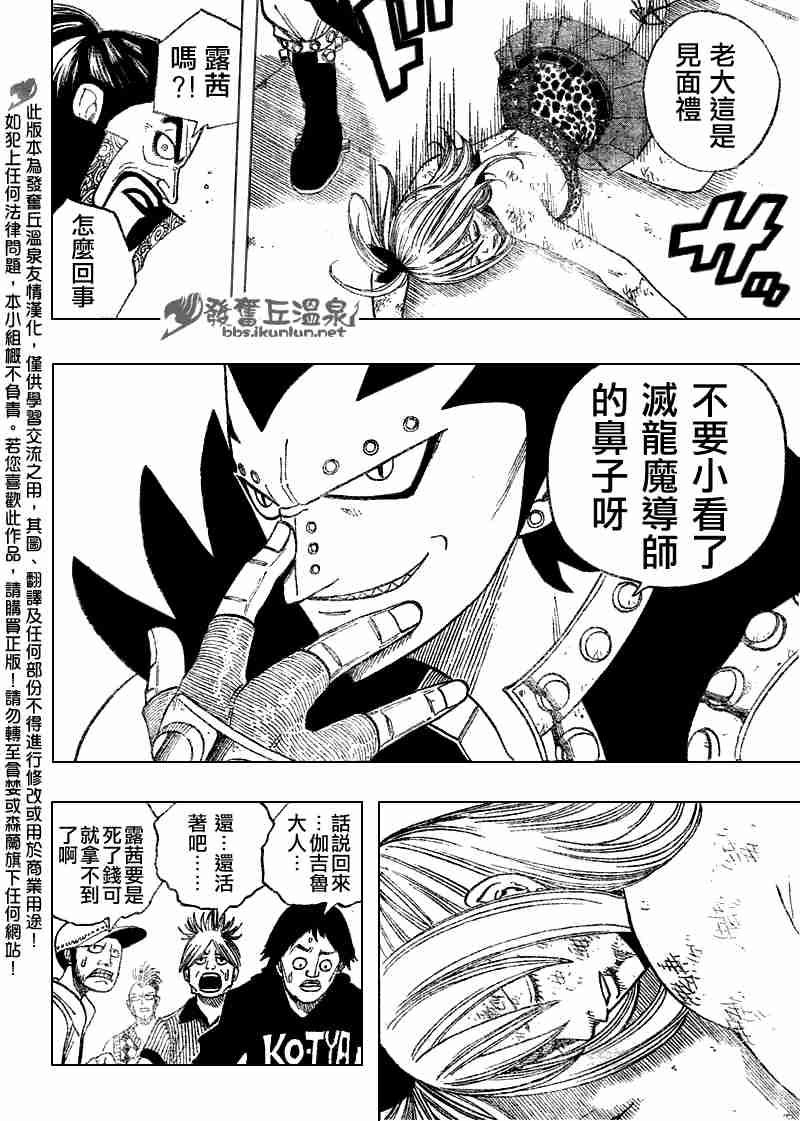 老大這是
見面禮
露茜
嗎?!
怎麼回事
發奮丘溫泉
bbs.ikunlun.net
不要小看了
滅龍魔導師
的鼻子呀
話說回來
…伽吉魯
大人…
還…還活
著吧……
露茜要是
死了錢可
就拿不到
了啊
KO-TYA
此版本為發奮丘溫泉友情漢化，僅供學習交流之用，其圖、翻譯及任何部份不得進行修改或用於商業用途！
如犯上任何法律問題，本小組概不負責。若您喜歡此作品，請購買正版！請勿轉至貪婪或森羅旗下任何網站！